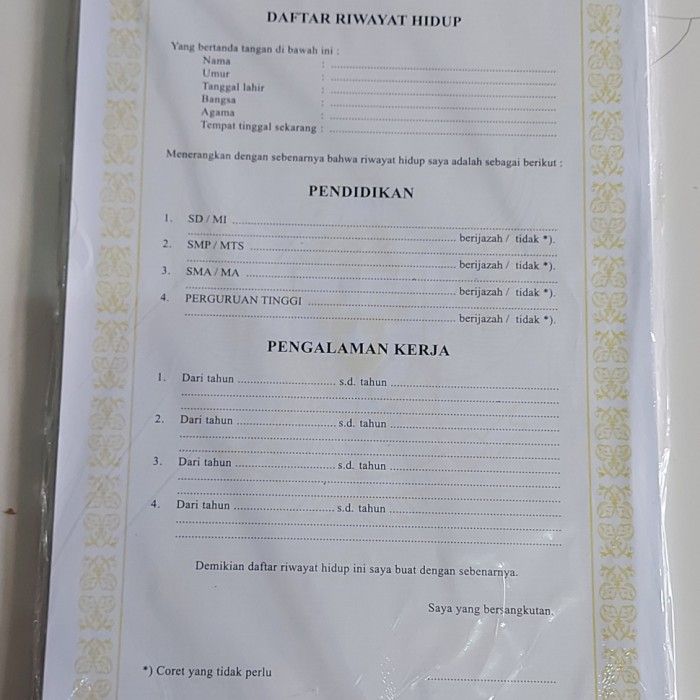 DAFTAR RIWAYAT HIDUP
Yang bertanda tangan di bawah ini :
Nama : ........................................................
Umur : ........................................................
Tanggal lahir : ........................................................
Bangsa : ........................................................
Agama : ........................................................
Tempat tinggal sekarang : ........................................................
Menerangkan dengan sebenarnya bahwa riwayat hidup saya adalah sebagai berikut :
PENDIDIKAN
1. SD / MI ........................................................
........................................................ berijazah / tidak *).
2. SMP / MTS ........................................................
........................................................ berijazah / tidak *).
3. SMA / MA ........................................................
........................................................ berijazah / tidak *).
4. PERGURUAN TINGGI ........................................................
........................................................ berijazah / tidak *).
PENGALAMAN KERJA
1. Dari tahun .............................. s.d. tahun ..................................................
........................................................
........................................................
2. Dari tahun .............................. s.d. tahun ..................................................
........................................................
........................................................
3. Dari tahun .............................. s.d. tahun ..................................................
........................................................
........................................................
4. Dari tahun .............................. s.d. tahun ..................................................
........................................................
........................................................
Demikian daftar riwayat hidup ini saya buat dengan sebenarnya.
Saya yang bersangkutan,
*) Coret yang tidak perlu ........................................